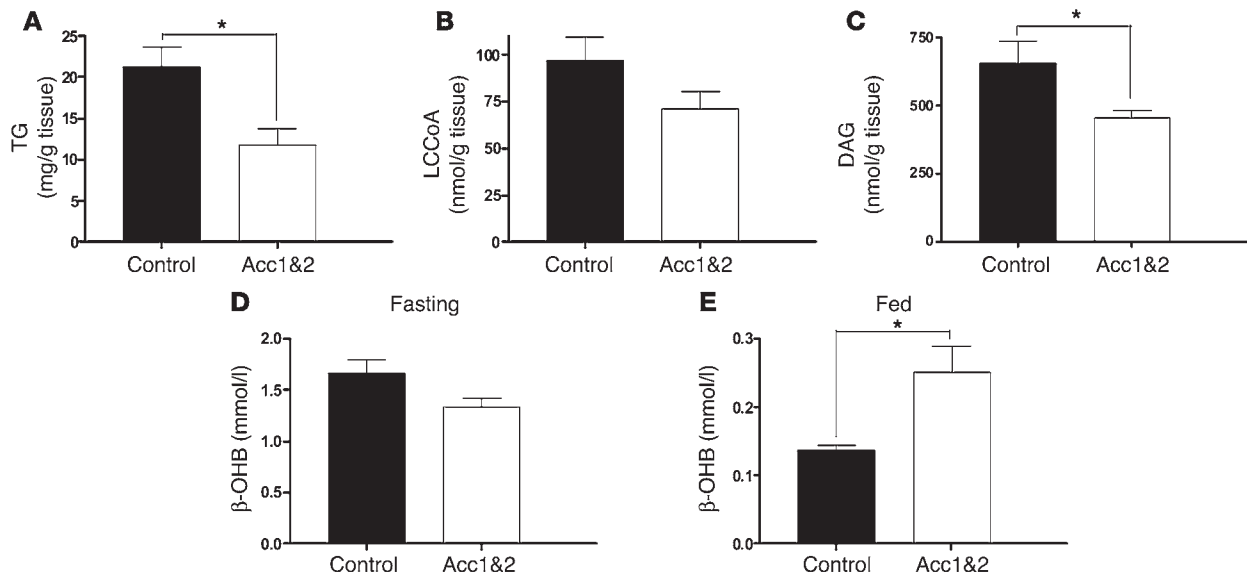 A
*
25
20
15
10
5
0
TG
(mg/g tissue)
Control
Acc1&2
B
100
75
50
25
0
LCCoA
(nmol/g tissue)
Control
Acc1&2
C
*
750
500
250
0
DAG
(nmol/g tissue)
Control
Acc1&2
D
Fasting
2.0
1.5
1.0
0.5
0.0
β-OHB (mmol/l)
Control
Acc1&2
E
Fed
*
0.3
0.2
0.1
0.0
β-OHB (mmol/l)
Control
Acc1&2